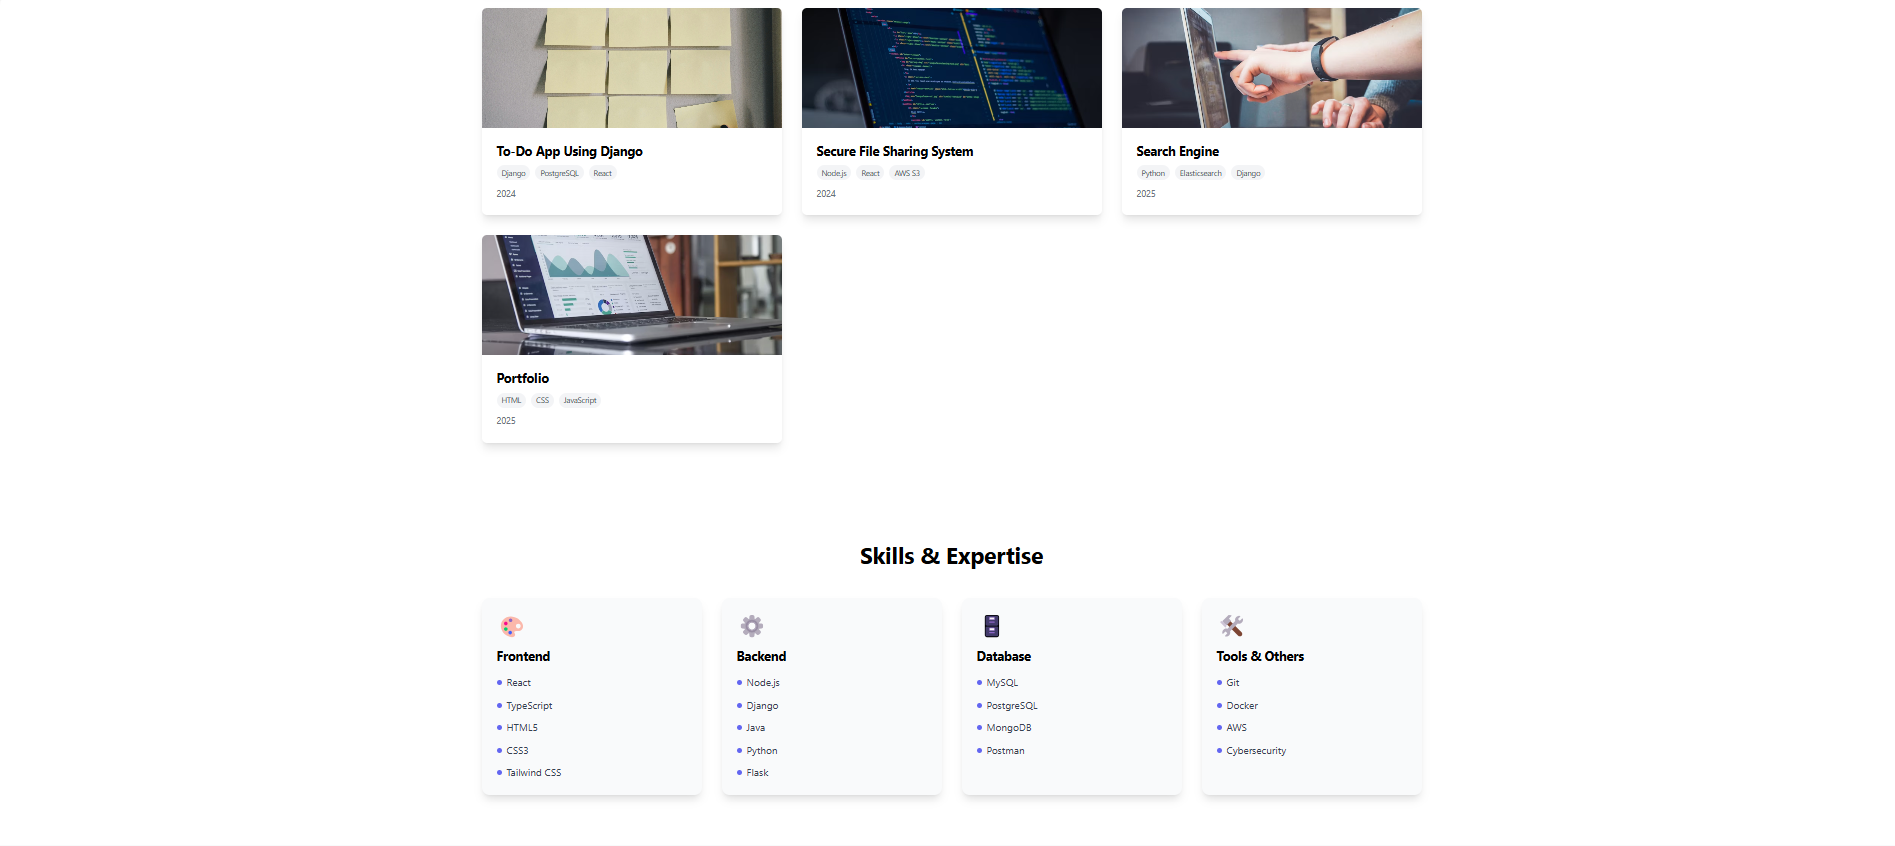 To-Do App Using Django
Django PostgreSQL React
2024
Secure File Sharing System
Node.js React AWS S3
2024
Search Engine
Python Elasticsearch Django
2025
Portfolio
HTML CSS JavaScript
2025
Skills & Expertise
Frontend
React
TypeScript
HTML5
CSS3
Tailwind CSS
Backend
Node.js
Django
Java
Python
Flask
Database
MySQL
PostgreSQL
MongoDB
Postman
Tools & Others
Git
Docker
AWS
Cybersecurity